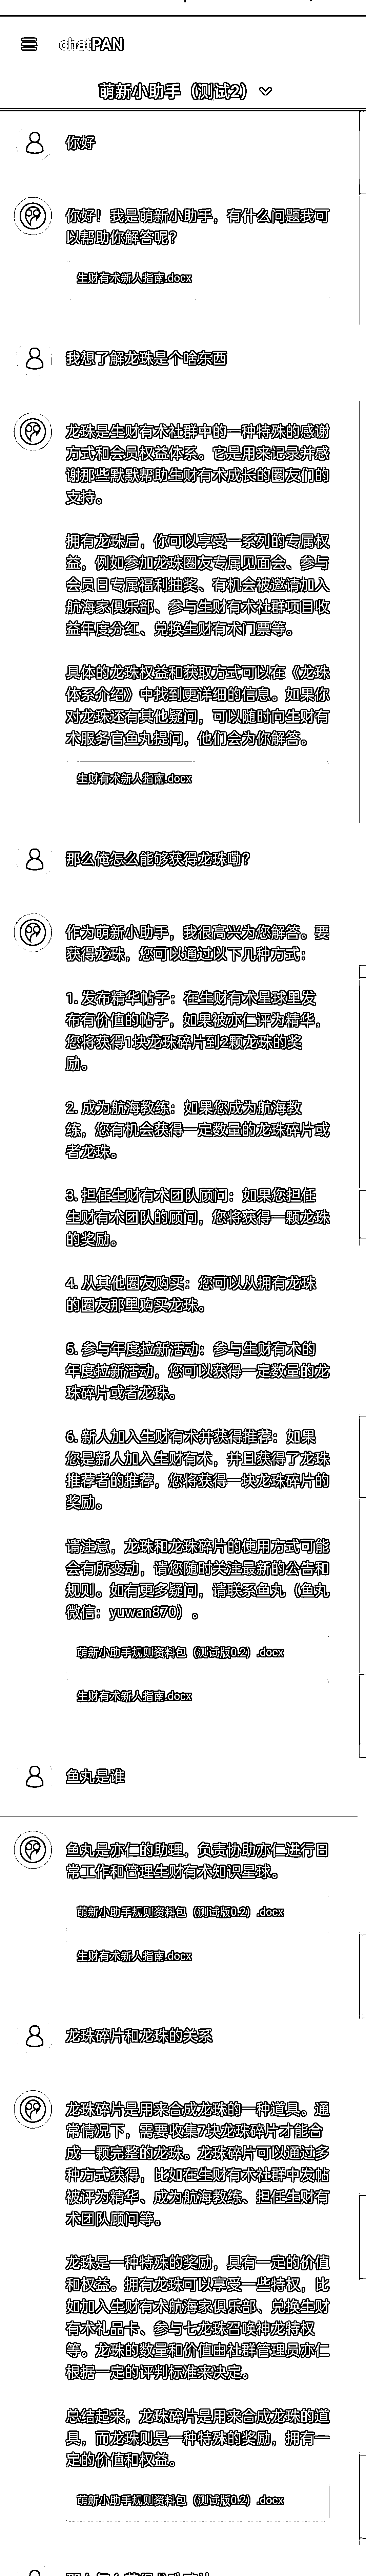 chatPAN
萌新小助手（测试2）
你好
你好！我是萌新小助手，有什么问题我可
以帮助你解答呢？
生财有术新人指南.docx
我想了解龙珠是个啥东西
龙珠是生财有术社群中的一种特殊的感谢
方式和会员权益体系。它是用来记录并感
谢那些默默帮助生财有术成长的圈友们的
支持。
拥有龙珠后，你可以享受一系列的专属权
益，例如参加龙珠圈友专属见面会、参与
会员日专属福利抽奖、有机会被邀请加入
航海家俱乐部、参与生财有术社群项目收
益年度分红、兑换生财有术门票等。
具体的龙珠权益和获取方式可以在《龙珠
体系介绍》中找到更详细的信息。如果你
对龙珠还有其他疑问，可以随时向生财有
术服务官鱼丸提问，他们会为你解答。
生财有术新人指南.docx
那么俺怎么能够获得龙珠嘞？
作为萌新小助手，我很高兴为您解答。要
获得龙珠，您可以通过以下几种方式：
1. 发布精华帖子：在生财有术星球里发
布有价值的帖子，如果被亦仁评为精华，
您将获得1块龙珠碎片到2颗龙珠的奖
励。
2. 成为航海教练：如果您成为航海教
练，您有机会获得一定数量的龙珠碎片或
者龙珠。
3. 担任生财有术团队顾问：如果您担任
生财有术团队的顾问，您将获得一颗龙珠
的奖励。
4. 从其他圈友购买：您可以从拥有龙珠
的圈友那里购买龙珠。
5. 参与年度拉新活动：参与生财有术的
年度拉新活动，您可以获得一定数量的龙
珠碎片或者龙珠。
6. 新人加入生财有术并获得推荐：如果
您是新人加入生财有术，并且获得了龙珠
推荐者的推荐，您将获得一块龙珠碎片的
奖励。
请注意，龙珠和龙珠碎片的使用方式可能
会有所变动，请您随时关注最新的公告和
规则。如有更多疑问，请联系鱼丸（鱼丸
微信：yuwan870）。
萌新小助手规则资料包（测试版0.2）.docx
生财有术新人指南.docx
鱼丸是谁
鱼丸是亦仁的助理，负责协助亦仁进行日
常工作和管理生财有术知识星球。
萌新小助手规则资料包（测试版0.2）.docx
生财有术新人指南.docx
龙珠碎片和龙珠的关系
龙珠碎片是用来合成龙珠的一种道具。通
常情况下，需要收集7块龙珠碎片才能合
成一颗完整的龙珠。龙珠碎片可以通过多
种方式获得，比如在生财有术社群中发帖
被评为精华、成为航海教练、担任生财有
术团队顾问等。
龙珠是一种特殊的奖励，具有一定的价值
和权益。拥有龙珠可以享受一些特权，比
如加入生财有术航海家俱乐部、兑换生财
有术礼品卡、参与七龙珠召唤神龙特权
等。龙珠的数量和价值由社群管理员亦仁
根据一定的评判标准来决定。
总结起来，龙珠碎片是用来合成龙珠的道
具，而龙珠则是一种特殊的奖励，拥有一
定的价值和权益。
萌新小助手规则资料包（测试版0.2）.docx